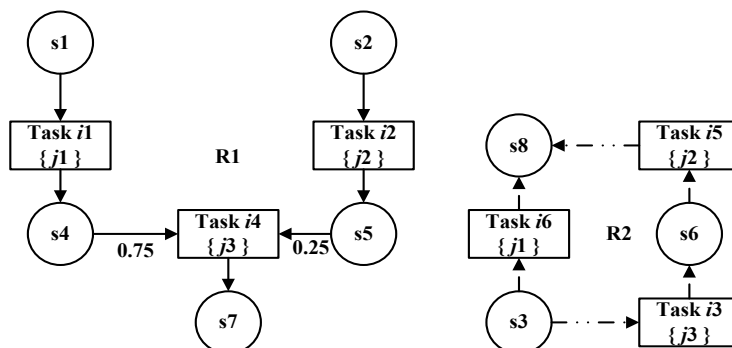 s1
s2
Task i1
{ j1 }
R1
Task i2
{ j2 }
s8
Task i5
{ j2 }
s4
0.75
Task i4
{ j3 }
0.25
s5
Task i6
{ j1 }
R2
s6
s7
s3
Task i3
{ j3 }